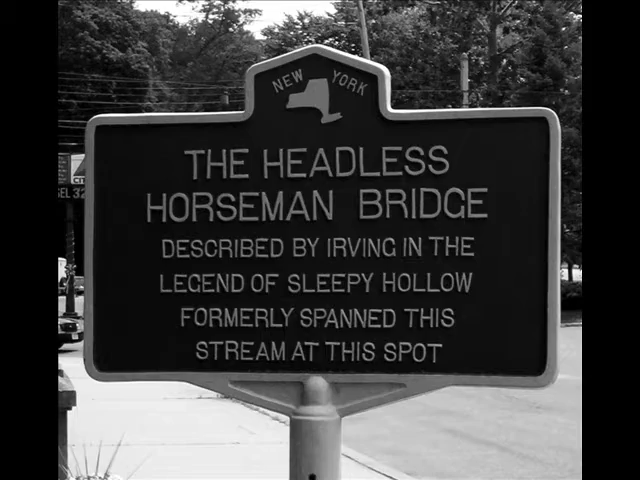 NEW YORK
THE HEADLESS
HORSEMAN BRIDGE
DESCRIBED BY IRVING IN THE
LEGEND OF SLEEPY HOLLOW
FORMERLY SPANNED THIS
STREAM AT THIS SPOT